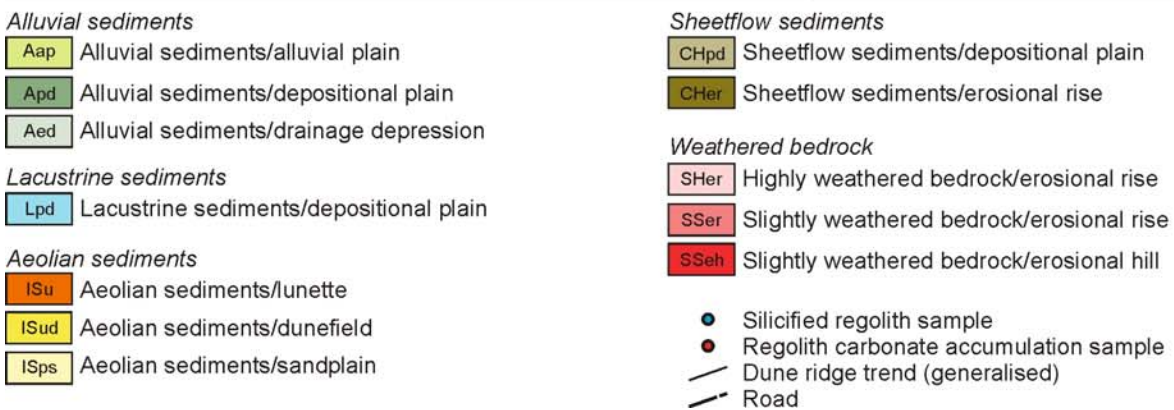 Alluvial sediments
Aap Alluvial sediments/alluvial plain
Apd Alluvial sediments/depositional plain
Aed Alluvial sediments/drainage depression
Lacustrine sediments
Lpd Lacustrine sediments/depositional plain
Aeolian sediments
ISu Aeolian sediments/lunette
ISud Aeolian sediments/dunefield
ISps Aeolian sediments/sandplain
Sheetflow sediments
CHpd Sheetflow sediments/depositional plain
CHer Sheetflow sediments/erosional rise
Weathered bedrock
SHer Highly weathered bedrock/erosional rise
SSer Slightly weathered bedrock/erosional rise
SSeh Slightly weathered bedrock/erosional hill
Silicified regolith sample
Regolith carbonate accumulation sample
Dune ridge trend (generalised)
Road